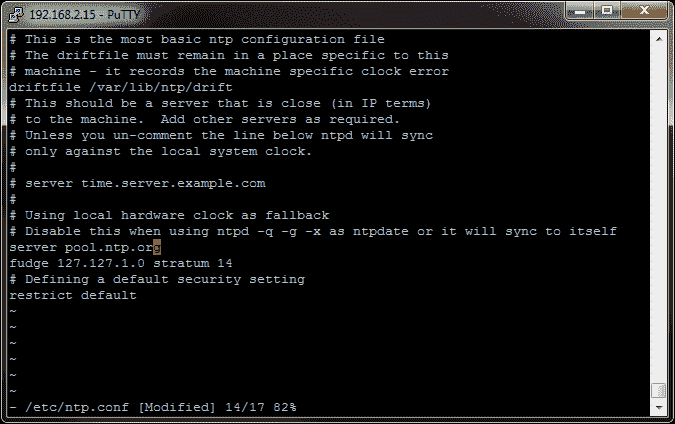 192.168.2.15 - PuTTY
# This is the most basic ntp configuration file
# The driftfile must remain in a place specific to this
# machine - it records the machine specific clock error
driftfile /var/lib/ntp/drift
# This should be a server that is close (in IP terms)
# to the machine.  Add other servers as required.
# Unless you un-comment the line below ntpd will sync
# only against the local system clock.
#
# server time.server.example.com
#
# Using local hardware clock as fallback
# Disable this when using ntpd -q -g -x as ntpdate or it will sync to itself
server pool.ntp.org
fudge 127.127.1.0 stratum 14
# Defining a default security setting
restrict default
~
~
~
~
~
~
- /etc/ntp.conf [Modified] 14/17 82%